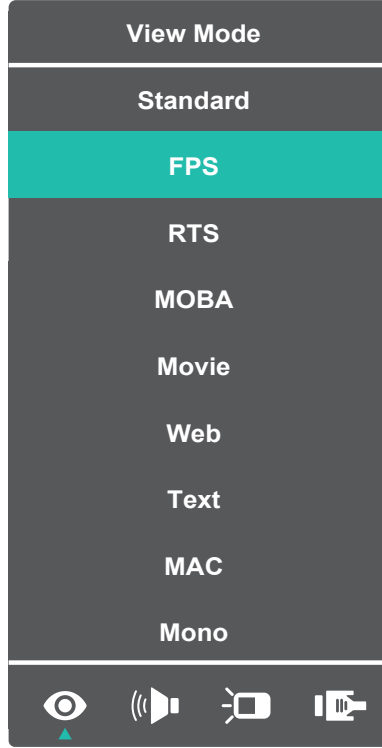 View Mode
Standard
FPS
RTS
MOBA
Movie
Web
Text
MAC
Mono